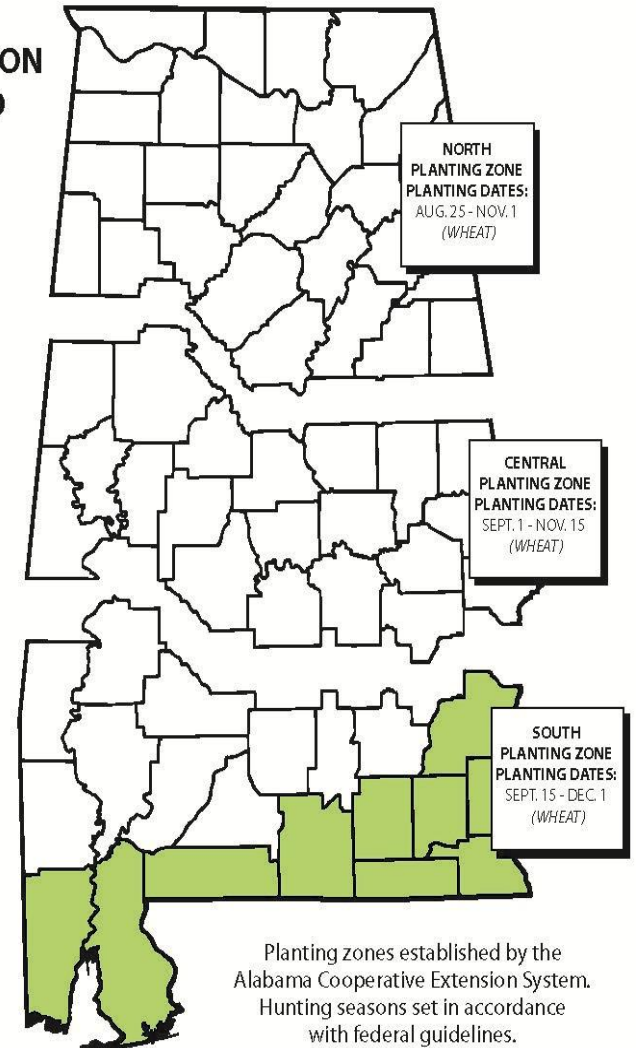 ON
NORTH
PLANTING ZONE
PLANTING DATES:
AUG. 25 - NOV. 1
(WHEAT)
CENTRAL
PLANTING ZONE
PLANTING DATES:
SEPT. 1 - NOV. 15
(WHEAT)
SOUTH
PLANTING ZONE
PLANTING DATES:
SEPT. 15 - DEC. 1
(WHEAT)
Planting zones established by the
Alabama Cooperative Extension System.
Hunting seasons set in accordance
with federal guidelines.